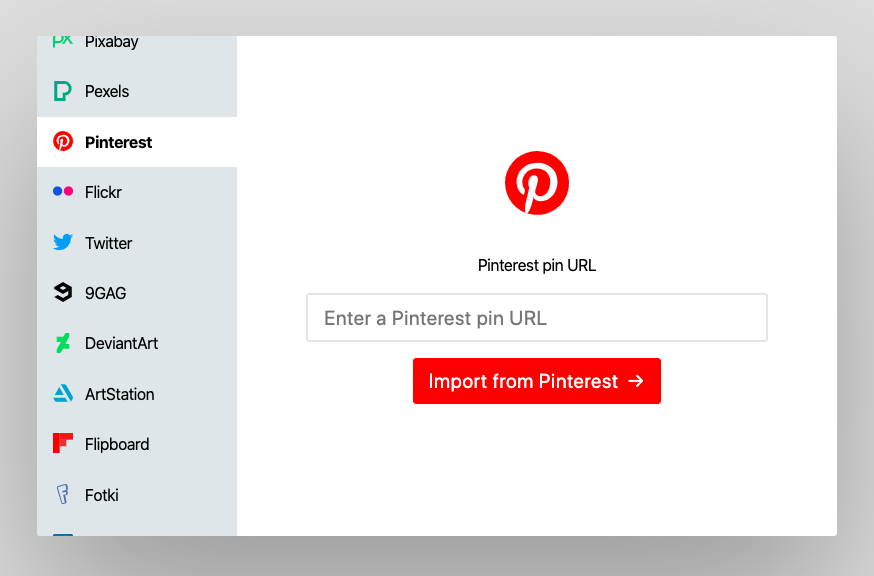 Pixabay
Pexels
Pinterest
Flickr
Twitter
9GAG
DeviantArt
ArtStation
Flipboard
Fotki
Pinterest pin URL
Enter a Pinterest pin URL
Import from Pinterest →